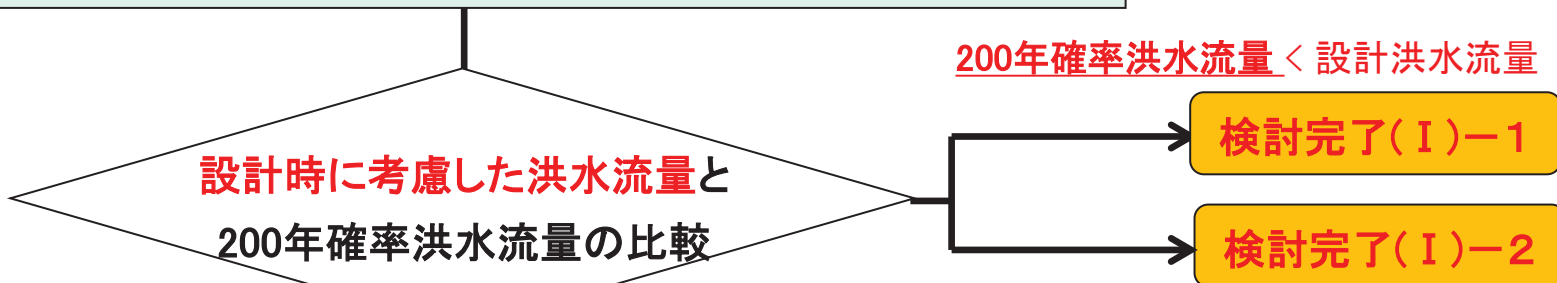 200年確率洪水流量 < 設計洪水流量
検討完了(Ⅰ)－1
設計時に考慮した洪水流量と
200年確率洪水流量の比較
検討完了(Ⅰ)－2